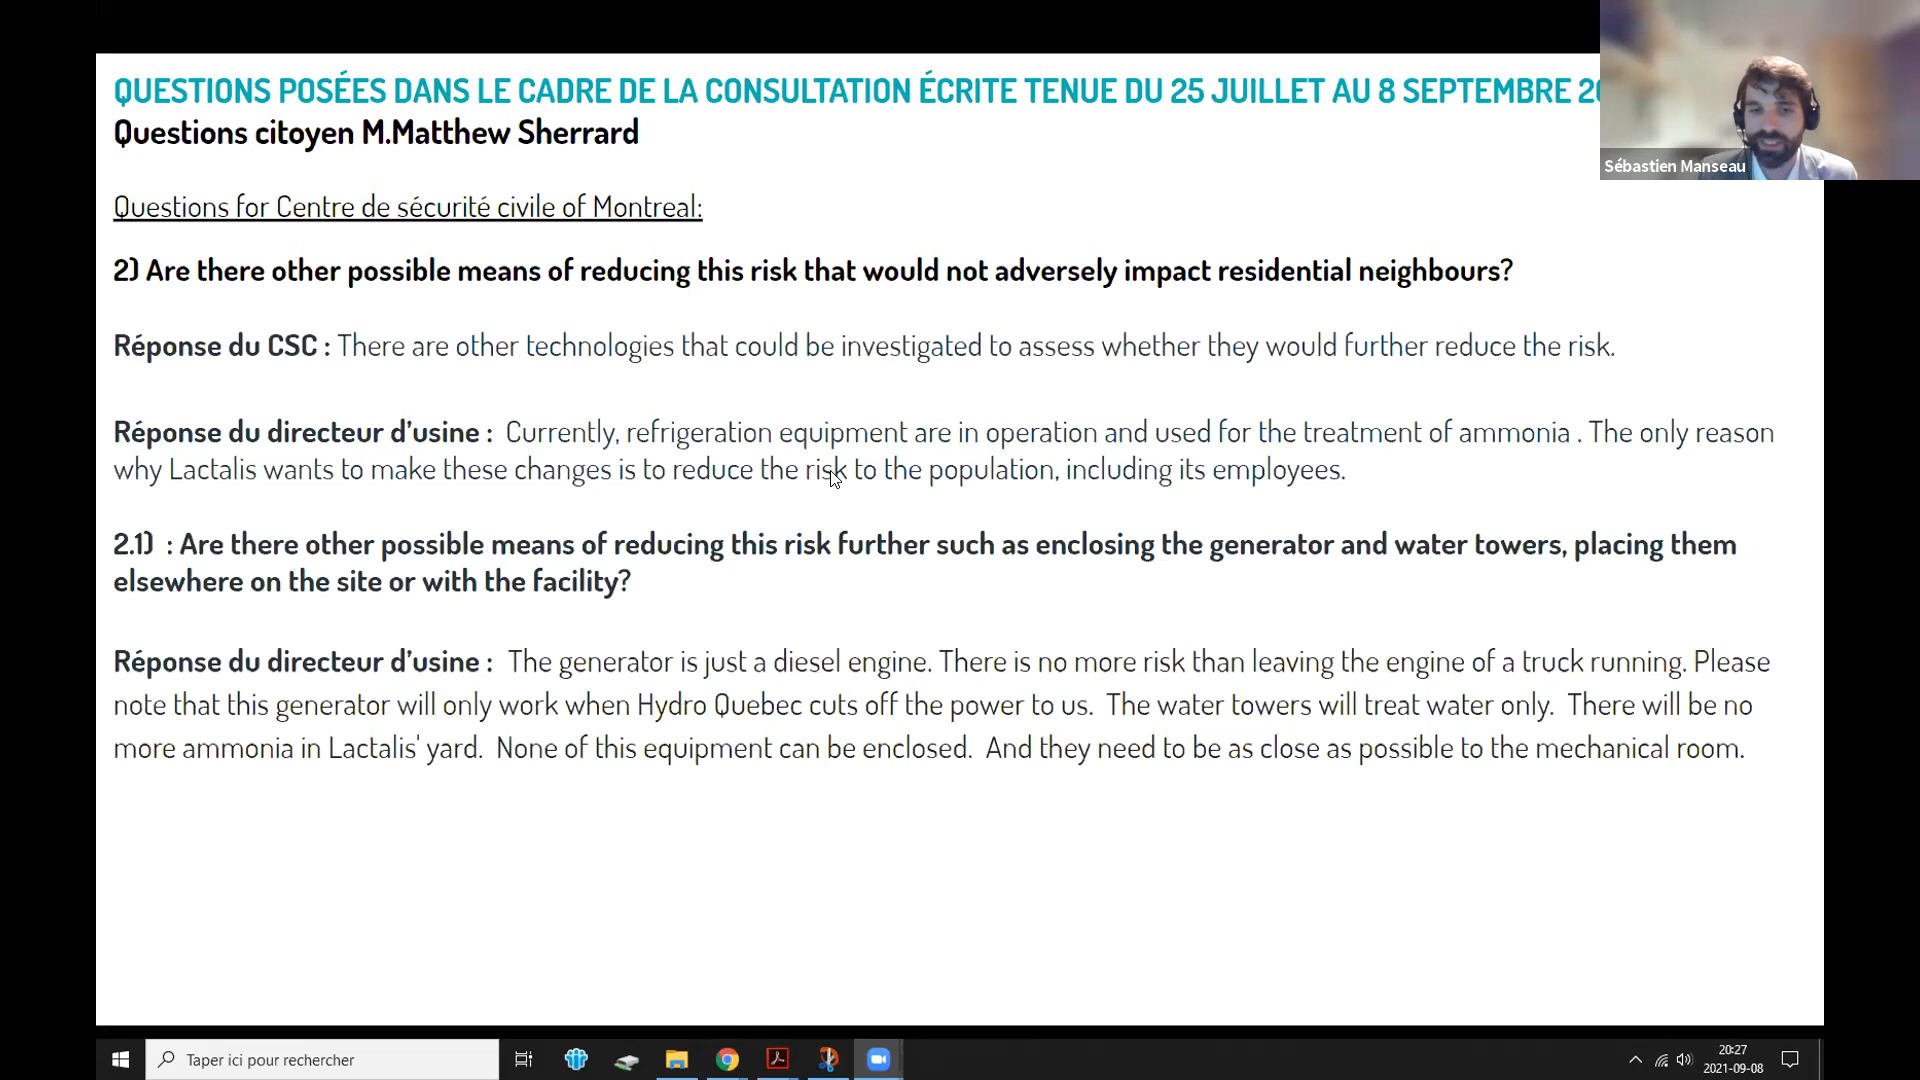 QUESTIONS POSÉES DANS LE CADRE DE LA CONSULTATION ÉCRITE TENUE DU 25 JUILLET AU 8 SEPTEMBRE
Questions citoyen M.Matthew Sherrard
Sébastien Manseau
Questions for Centre de sécurité civile of Montreal:
2) Are there other possible means of reducing this risk that would not adversely impact residential neighbours?
Réponse du CSC : There are other technologies that could be investigated to assess whether they would further reduce the risk.
Réponse du directeur d'usine : Currently, refrigeration equipment are in operation and used for the treatment of ammonia . The only reason
why Lactalis wants to make these changes is to reduce the risk to the population, including its employees.
2.1) : Are there other possible means of reducing this risk further such as enclosing the generator and water towers, placing them
elsewhere on the site or with the facility?
Réponse du directeur d'usine : The generator is just a diesel engine. There is no more risk than leaving the engine of a truck running. Please
note that this generator will only work when Hydro Quebec cuts off the power to us. The water towers will treat water only. There will be no
more ammonia in Lactalis' yard. None of this equipment can be enclosed. And they need to be as close as possible to the mechanical room.
Taper ici pour rechercher
20:27
2021-09-08